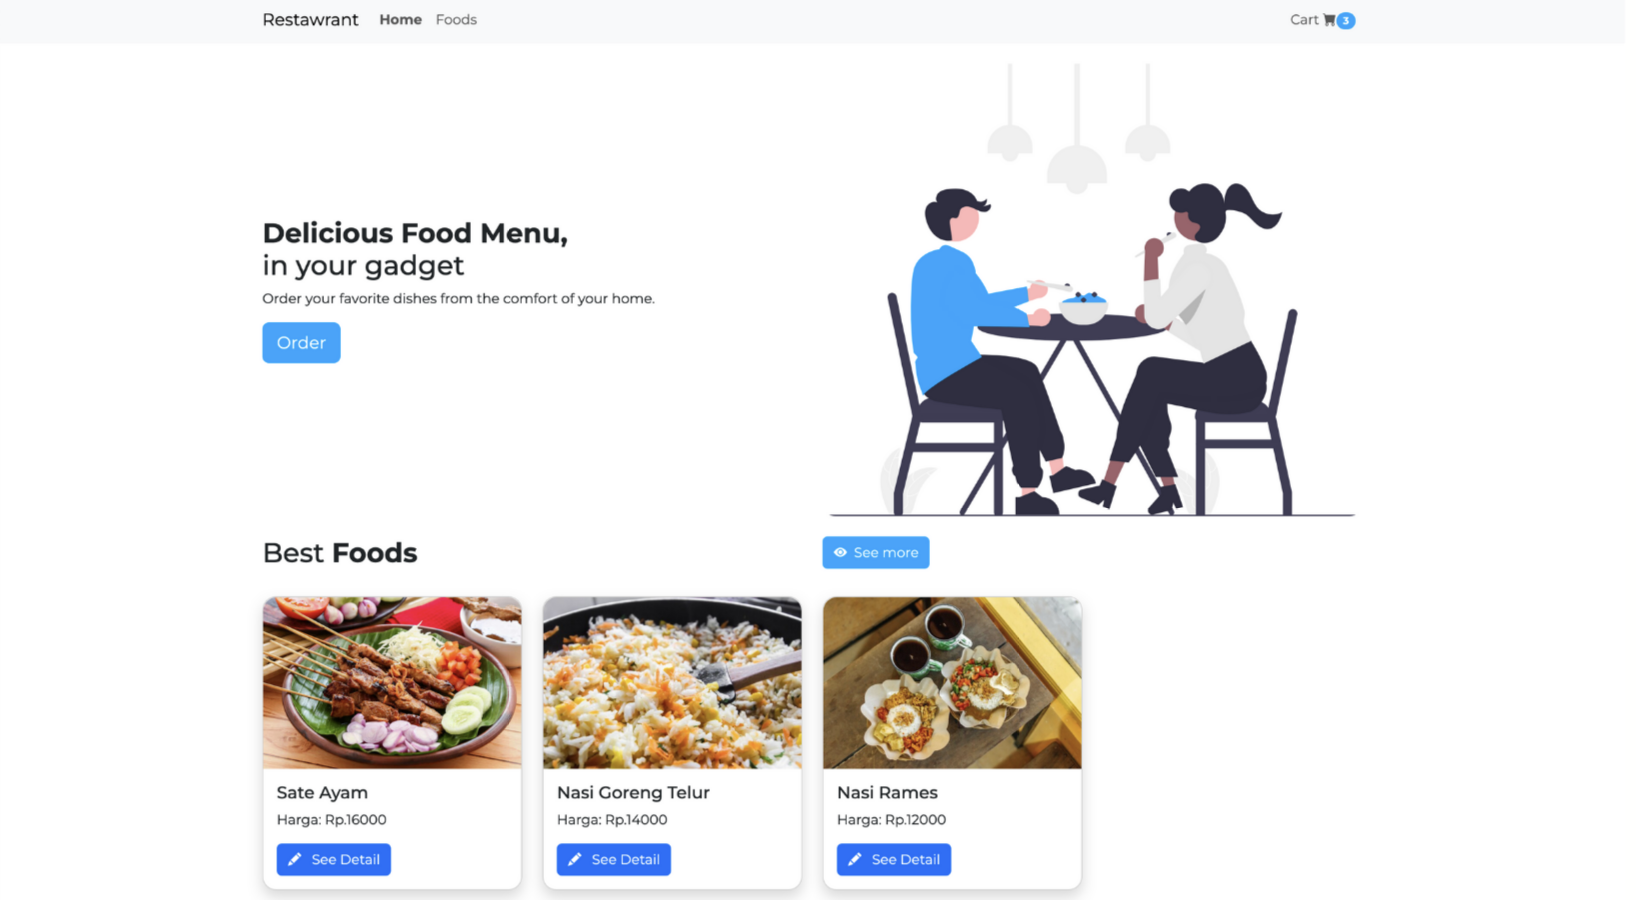 Restawrant Home Foods Cart 3
Delicious Food Menu,
in your gadget
Order your favorite dishes from the comfort of your home.
Order
Best Foods
See more
Sate Ayam
Harga: Rp.16000
See Detail
Nasi Goreng Telur
Harga: Rp.14000
See Detail
Nasi Rames
Harga: Rp.12000
See Detail